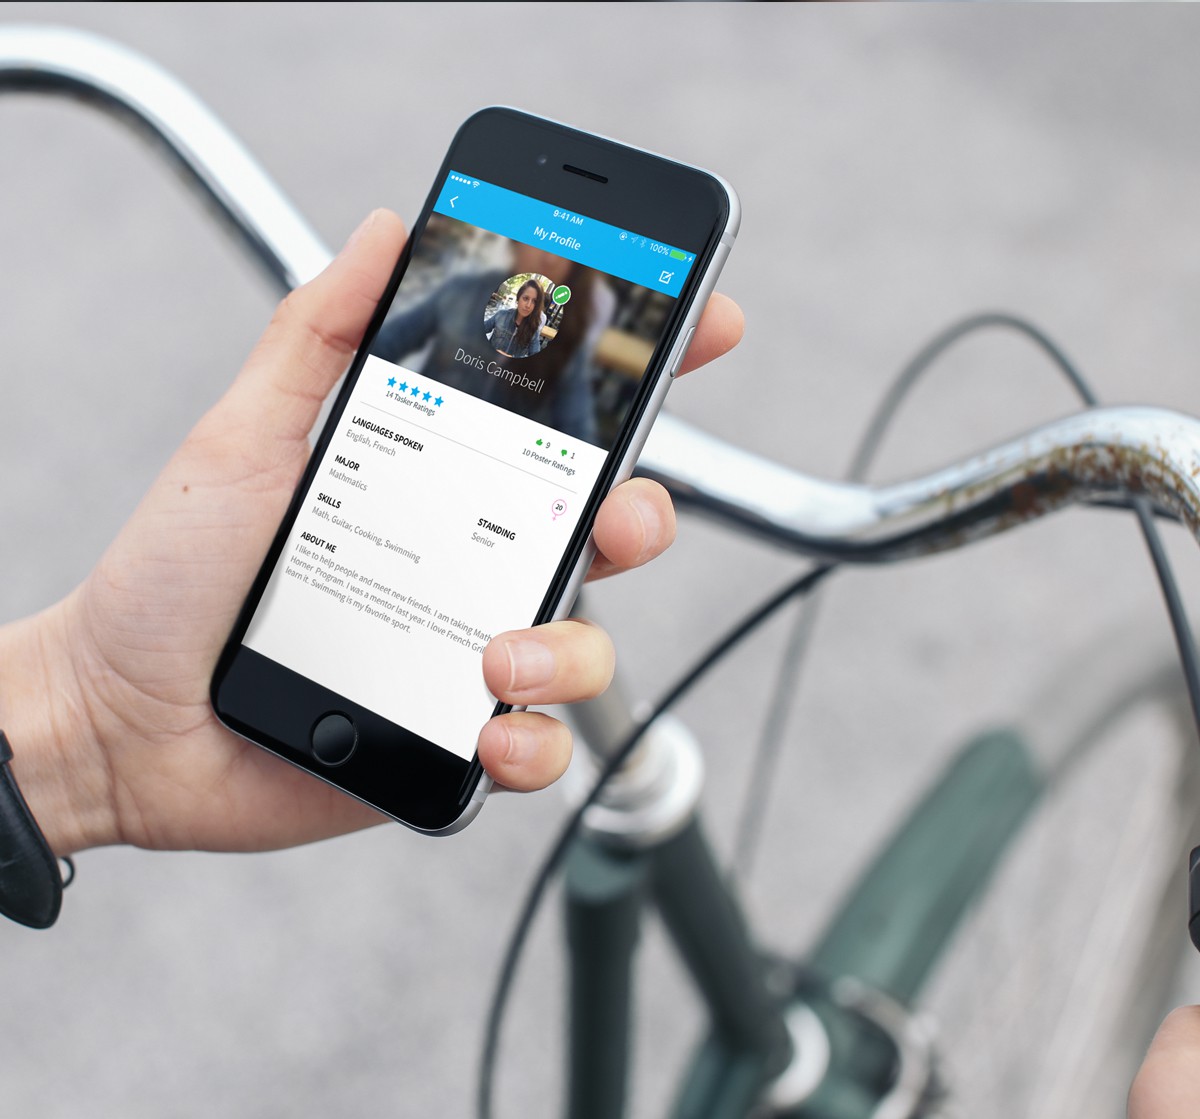 9:41 AM
100%
My Profile
Doris Campbell
14 Tasker Ratings
9
1
10 Poster Ratings
LANGUAGES SPOKEN
English, French
20
MAJOR
Mathmatics
STANDING
Senior
SKILLS
Math, Guitar, Cooking, Swimming
ABOUT ME
I like to help people and meet new friends. I am taking Math
Horner Program. I was a mentor last year. I love French Gril
learn it. Swimming is my favorite sport.